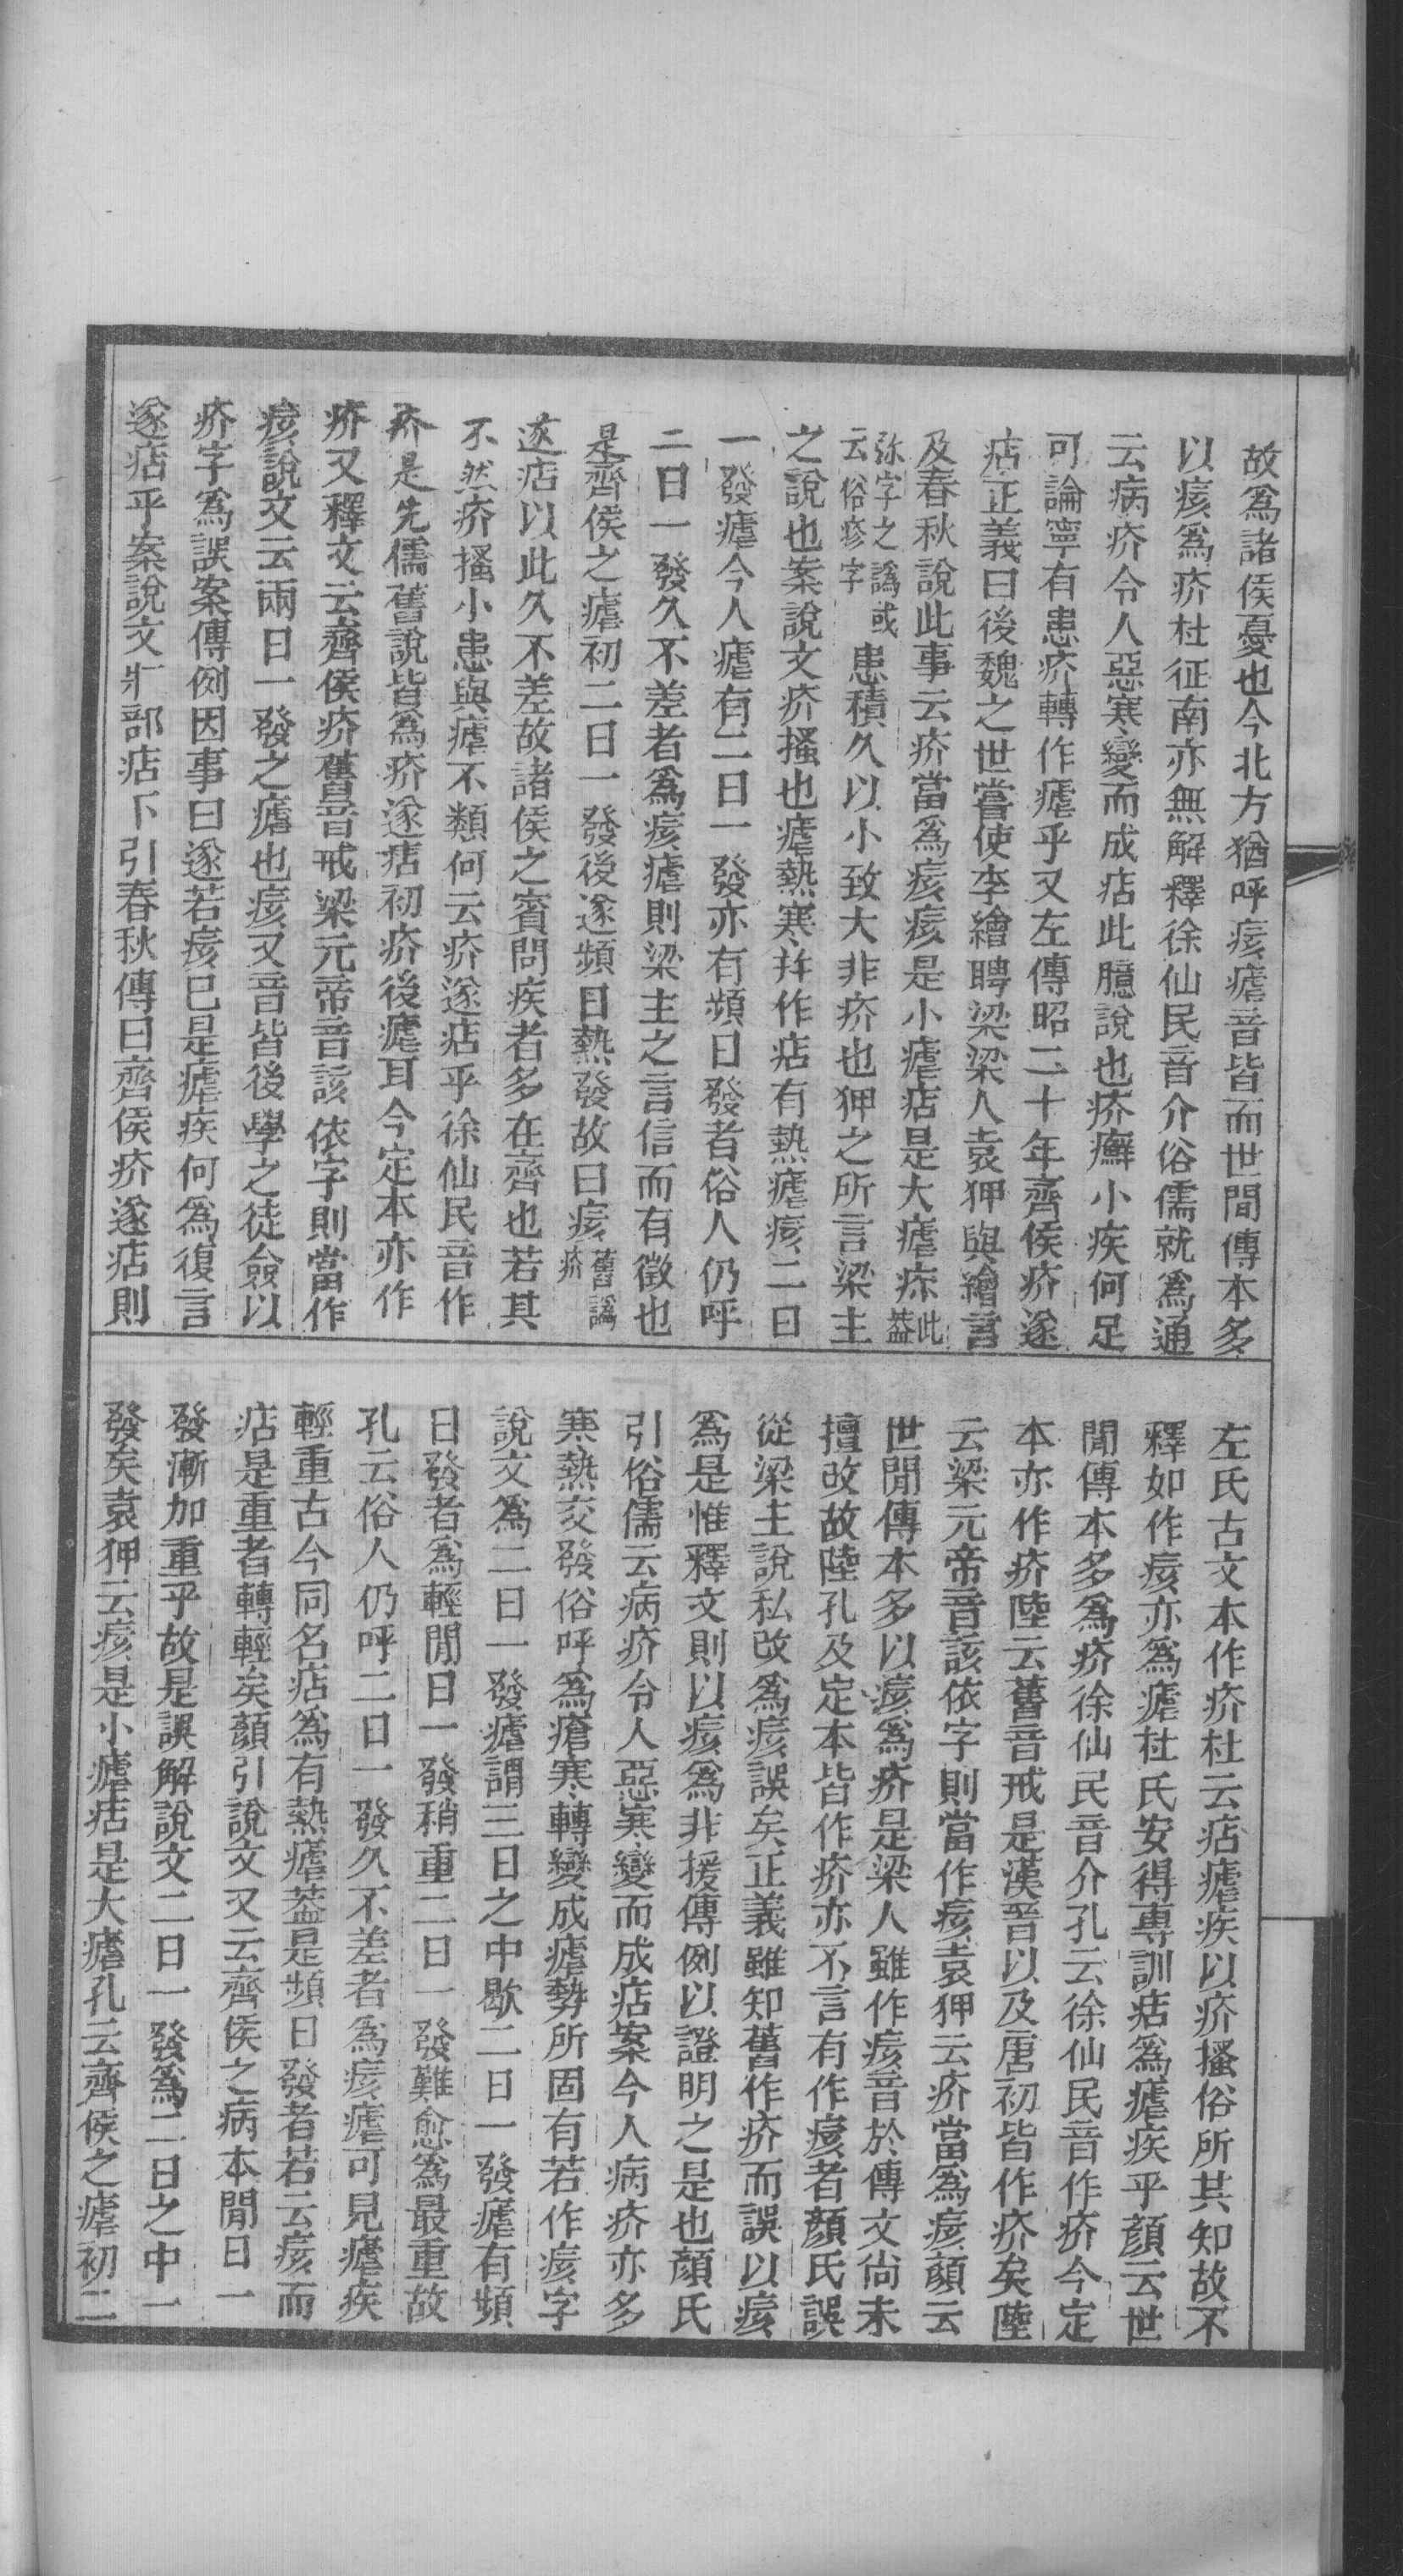 故爲諸侯憂也今北方猶呼痎瘧音皆而世間傳本多
以痎爲疥杜征南亦無解釋徐仙民音介俗儒就爲通
云病疥令人惡寒變而成痁此臆說也疥癬小疾何足
可論寧有患疥轉作瘧乎又左傳昭二十年齊侯疥遂
痁正義曰後魏之世嘗使李繪聘梁梁人袁狎與繪言
及春秋說此事云疥當爲痎痎是小瘧痁是大瘧疢此蓋
疹字之譌或云俗疹字患積久以小致大非疥也狎之所言梁主
之說也案說文疥搔也瘧熱寒并作痁有熱瘧痎二日
一發瘧今人瘧有二日一發亦有頻日發者俗人仍呼
二日一發久不差者爲痎瘧則梁主之言信而有徵也
是齊侯之瘧初二日一發後遂頻日熱發故曰痎舊譌疥
遂痁以此久不差故諸侯之賓問疾者多在齊也若其
不然疥搔小患與瘧不類何云疥遂痁乎徐仙民音作
疥是先儒舊說皆爲疥遂痁初疥後瘧耳今定本亦作
疥又釋文云齊侯疥舊音戒梁元帝音該依字則當作
痎說文云兩日一發之瘧也痎又音皆後學之徒僉以
疥字爲誤案傳例因事曰遂若痎已是瘧疾何爲復言
遂痁乎案說文疒部痁下引春秋傳曰齊侯疥遂痁則
左氏古文本作疥杜云痁瘧疾以疥搔俗所共知故不
釋如作痎亦爲瘧杜氏安得專訓痁爲瘧疾乎顏云世
閒傳本多爲疥徐仙民音介孔云徐仙民音作疥今定
本亦作疥陸云舊音戒是漢晉以及唐初皆作疥矣陸
云梁元帝音該依字則當作痎袁狎云疥當爲痎顏云
世閒傳本多以痎爲疥是梁人雖作痎音於傳文尙未
擅改故陸孔及定本皆作疥亦不言有作痎者顏氏誤
從梁主說私改爲痎誤矣正義雖知舊作疥而誤以痎
爲是惟釋文則以痎爲非援傳例以證明之是也顏氏
引俗儒云病疥令人惡寒變而成痁案今人病疥亦多
寒熱交發俗呼爲瘡寒轉變成瘧勢所固有若作痎字
說文爲二日一發瘧謂三日之中歇二日一發瘧有頻
日發者爲輕閒日一發稍重二日一發難愈爲最重故
孔云俗人仍呼二日一發久不差者爲痎瘧可見瘧疾
輕重古今同名痁爲有熱瘧蓋是頻日發者若云痎而
痁是重者轉輕矣顏引說文又云齊侯之病本閒日一
發漸加重乎故是誤解說文二日一發爲二日之中一
發矣袁狎云痎是小瘧痁是大瘧孔云齊侯之瘧初二